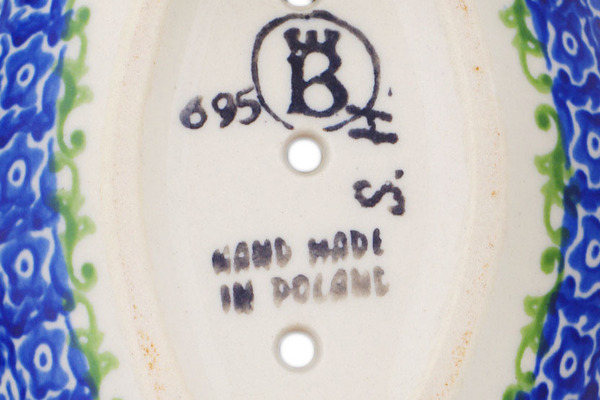 B
695
S. H.
HAND MADE
IN POLAND